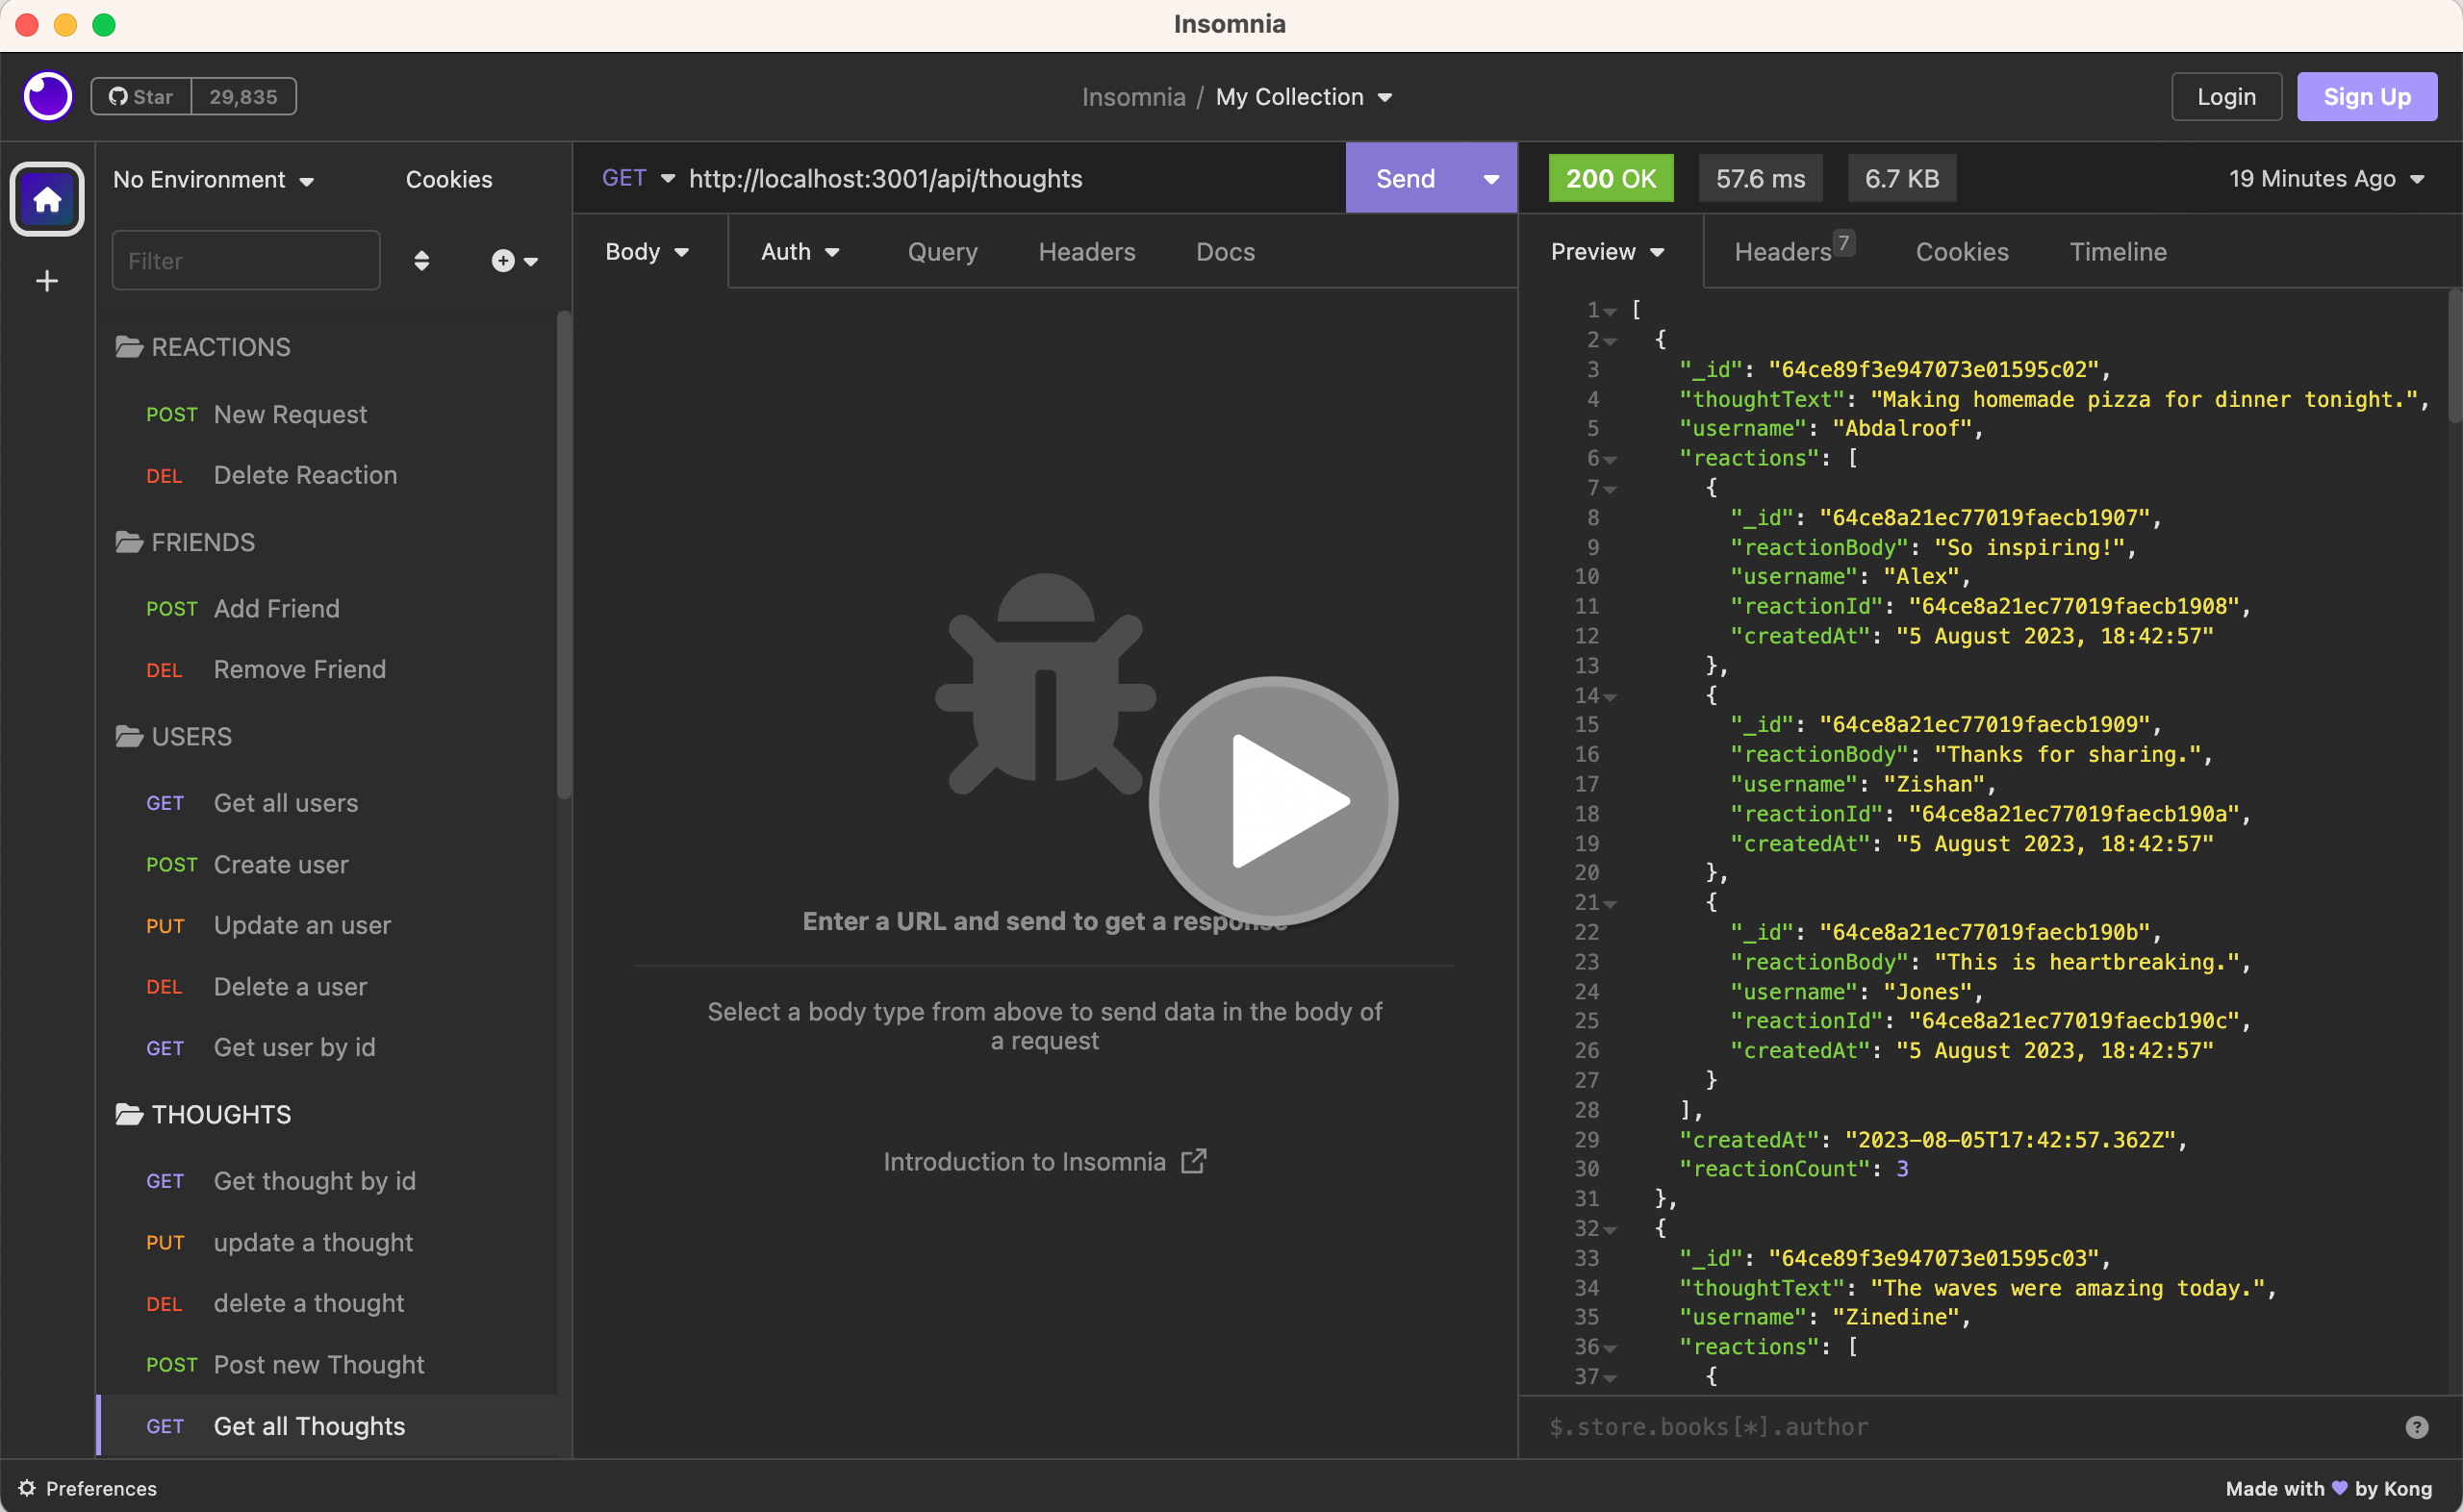 Insomnia
Star 29,835
Insomnia / My Collection
Login
Sign Up
No Environment
Cookies
Filter
REACTIONS
POST New Request
DEL Delete Reaction
FRIENDS
POST Add Friend
DEL Remove Friend
USERS
GET Get all users
POST Create user
PUT Update an user
DEL Delete a user
GET Get user by id
THOUGHTS
GET Get thought by id
PUT update a thought
DEL delete a thought
POST Post new Thought
GET Get all Thoughts
GET http://localhost:3001/api/thoughts
Send
Body Auth Query Headers Docs
Enter a URL and send to get a response
Select a body type from above to send data in the body of
a request
Introduction to Insomnia
200 OK 57.6 ms 6.7 KB 19 Minutes Ago
Preview Headers 7 Cookies Timeline
1 [
2 {
3 "_id": "64ce89f3e947073e01595c02",
4 "thoughtText": "Making homemade pizza for dinner tonight.",
5 "username": "Abdalroof",
6 "reactions": [
7 {
8 "_id": "64ce8a21ec77019faecb1907",
9 "reactionBody": "So inspiring!",
10 "username": "Alex",
11 "reactionId": "64ce8a21ec77019faecb1908",
12 "createdAt": "5 August 2023, 18:42:57"
13 },
14 {
15 "_id": "64ce8a21ec77019faecb1909",
16 "reactionBody": "Thanks for sharing.",
17 "username": "Zishan",
18 "reactionId": "64ce8a21ec77019faecb190a",
19 "createdAt": "5 August 2023, 18:42:57"
20 },
21 {
22 "_id": "64ce8a21ec77019faecb190b",
23 "reactionBody": "This is heartbreaking.",
24 "username": "Jones",
25 "reactionId": "64ce8a21ec77019faecb190c",
26 "createdAt": "5 August 2023, 18:42:57"
27 }
28 ],
29 "createdAt": "2023-08-05T17:42:57.362Z",
30 "reactionCount": 3
31 },
32 {
33 "_id": "64ce89f3e947073e01595c03",
34 "thoughtText": "The waves were amazing today.",
35 "username": "Zinedine",
36 "reactions": [
37 {
$.store.books[*].author
Preferences
Made with 💜 by Kong